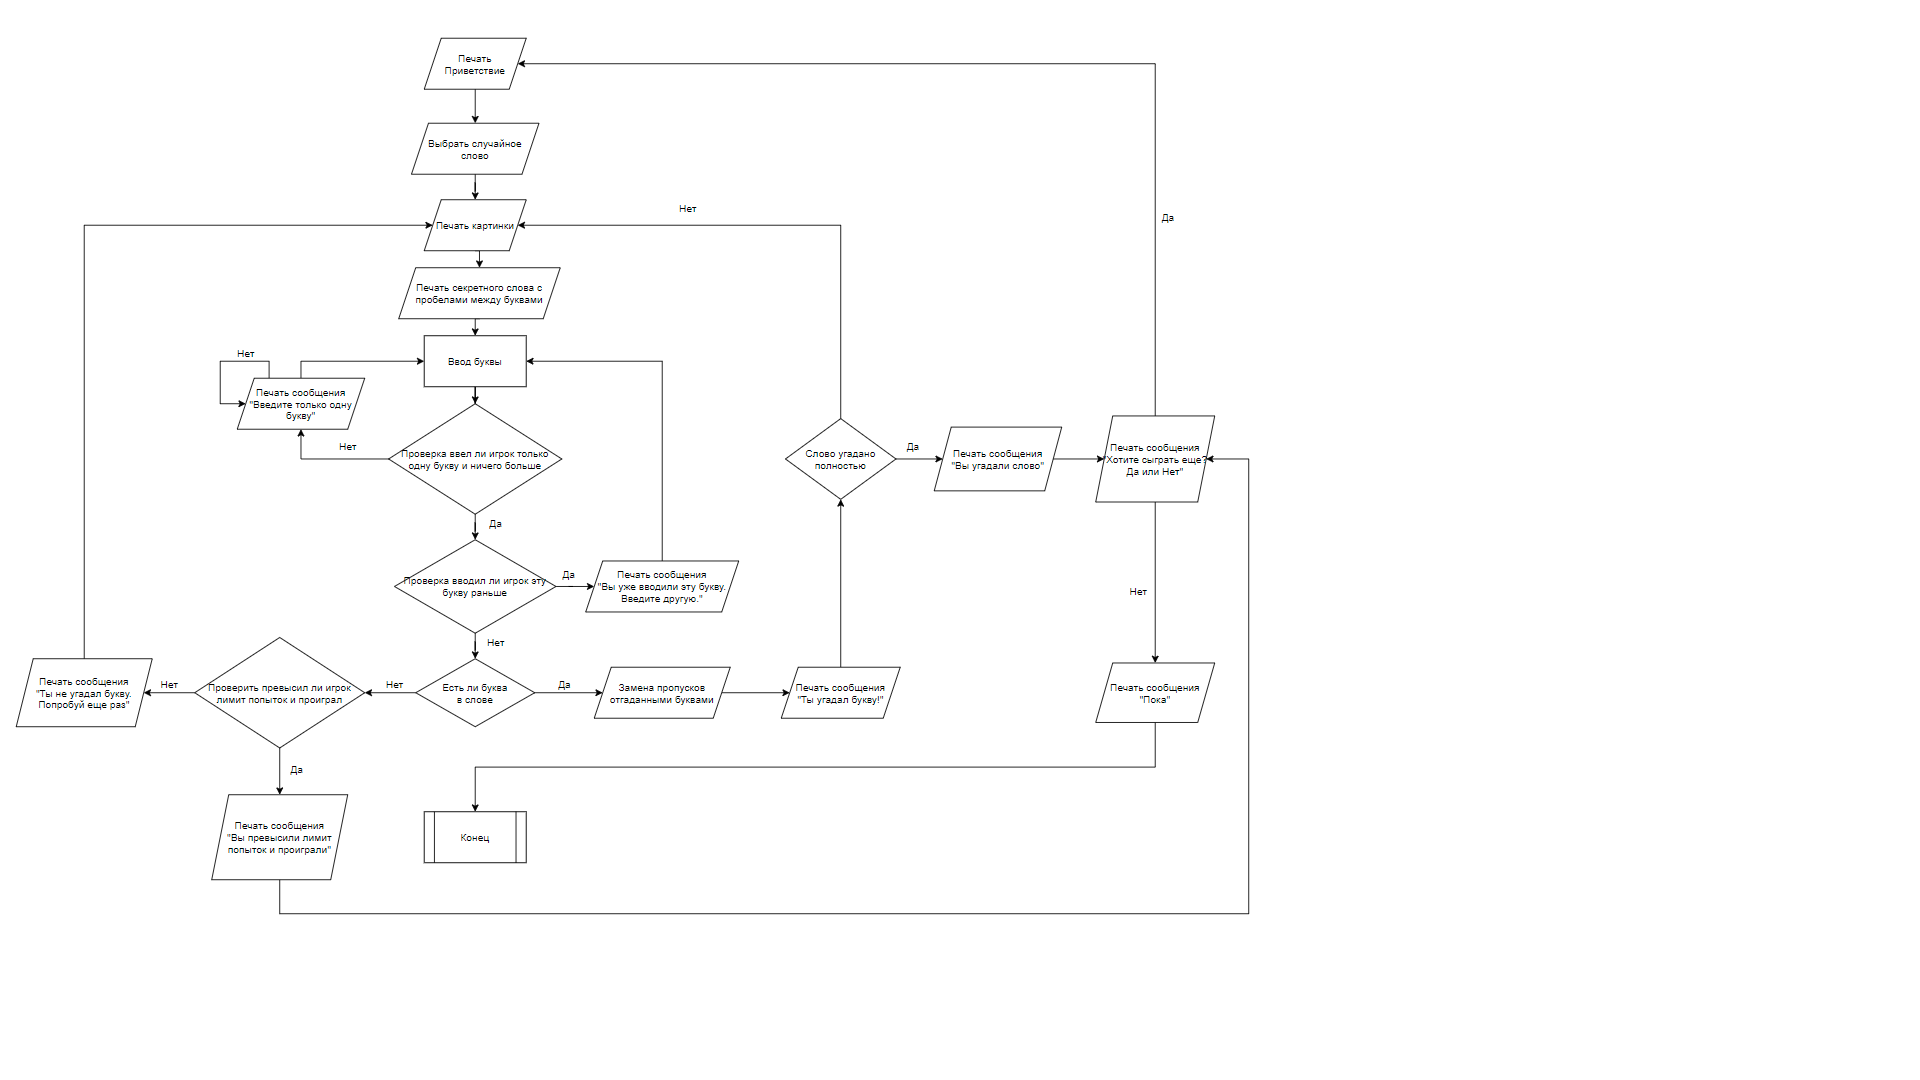 Печать
Приветствие
Выбрать случайное
слово
Нет
Да
Печать картинки
Печать секретного слова с
пробелами между буквами
Нет
Ввод буквы
Печать сообщения
"Введите только одну
букву"
Нет
Проверка ввел ли игрок только
одну букву и ничего больше
Слово угадано
полностью
Да
Печать сообщения
"Вы угадали слово"
Печать сообщения
"Хотите сыграть еще?
Да или Нет"
Да
Проверка вводил ли игрок эту
букву раньше
Да
Печать сообщения
"Вы уже вводили эту букву.
Введите другую."
Нет
Нет
Печать сообщения
"Ты не угадал букву.
Попробуй еще раз"
Нет
Проверить превысил ли игрок
лимит попыток и проиграл
Нет
Есть ли буква
в слове
Да
Замена пропусков
отгаданными буквами
Печать сообщения
"Ты угадал букву!"
Печать сообщения
"Пока"
Да
Печать сообщения
"Вы превысили лимит
попыток и проиграли"
Конец